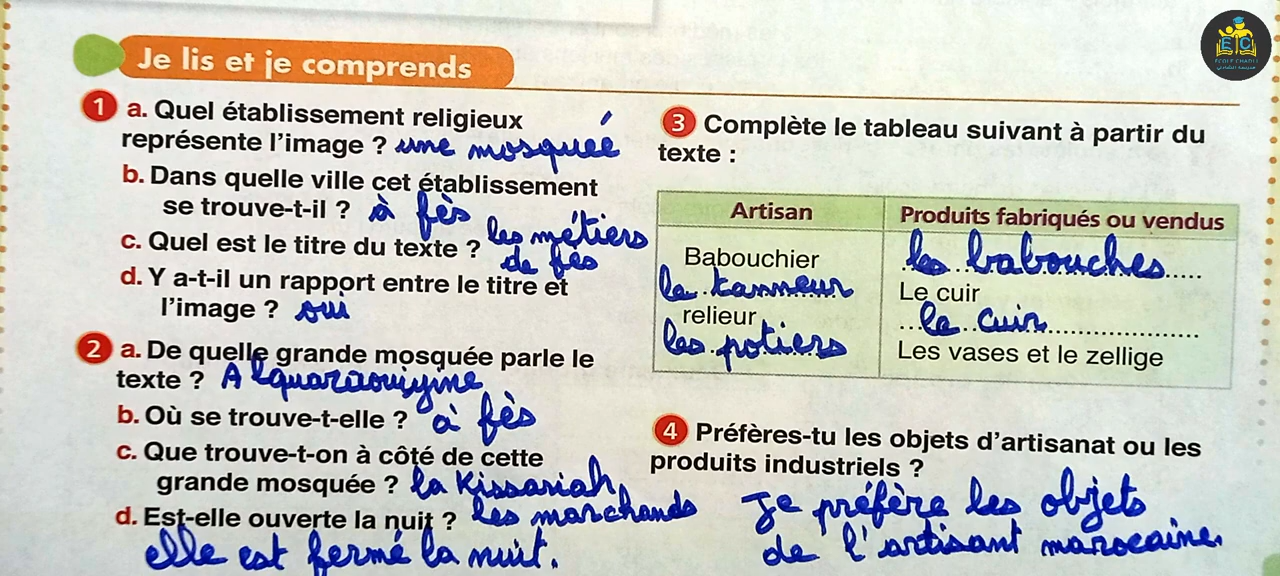 Je lis et je comprends
1 a. Quel établissement religieux
représente l'image ? une mosquéé
b. Dans quelle ville cet établissement
se trouve-t-il ? à fès
c. Quel est le titre du texte ? les métiers
de fès
d. Y a-t-il un rapport entre le titre et
l'image ? oui
2 a. De quelle grande mosquée parle le
texte ? Alquaraouiyine
b. Où se trouve-t-elle ? à fès
c. Que trouve-t-on à côté de cette
grande mosquée ? la Kissariah,
les marchands
d. Est-elle ouverte la nuit ?
elle est fermé la nuit.
3 Complète le tableau suivant à partir du
texte :
Artisan Produits fabriqués ou vendus
Babouchier les babouches
le tanneur Le cuir
relieur le cuir
les potiers Les vases et le zellige
4 Préfères-tu les objets d'artisanat ou les
produits industriels ?
Je préfère les objets
de l'artisant marocaine.
EC
ECOLE CHADLI